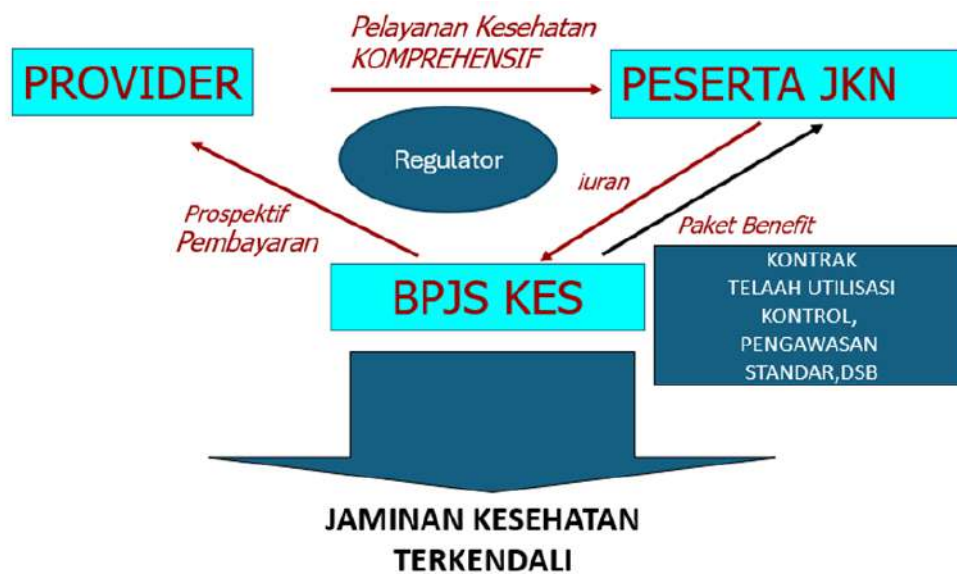 Pelayanan Kesehatan
KOMPREHENSIF
PROVIDER
PESERTA JKN
Regulator
iuran
Prospektif
Pembayaran
Paket Benefit
BPJS KES
KONTRAK
TELAAH UTILISASI
KONTROL,
PENGAWASAN
STANDAR,DSB
JAMINAN KESEHATAN
TERKENDALI